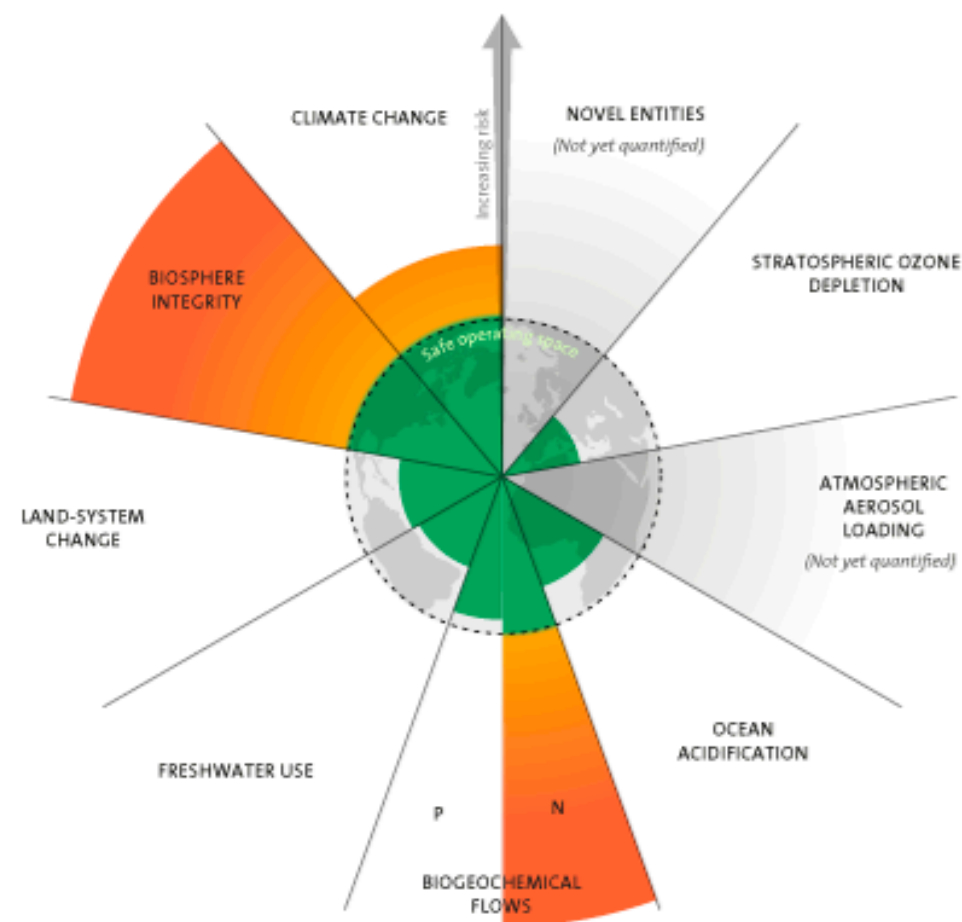 CLIMATE CHANGE
Increasing risk
NOVEL ENTITIES
(Not yet quantified)
STRATOSPHERIC OZONE
DEPLETION
BIOSPHERE
INTEGRITY
Safe operating space
ATMOSPHERIC
AEROSOL
LOADING
(Not yet quantified)
LAND-SYSTEM
CHANGE
OCEAN
ACIDIFICATION
FRESHWATER USE
P
N
BIOGEOCHEMICAL
FLOWS